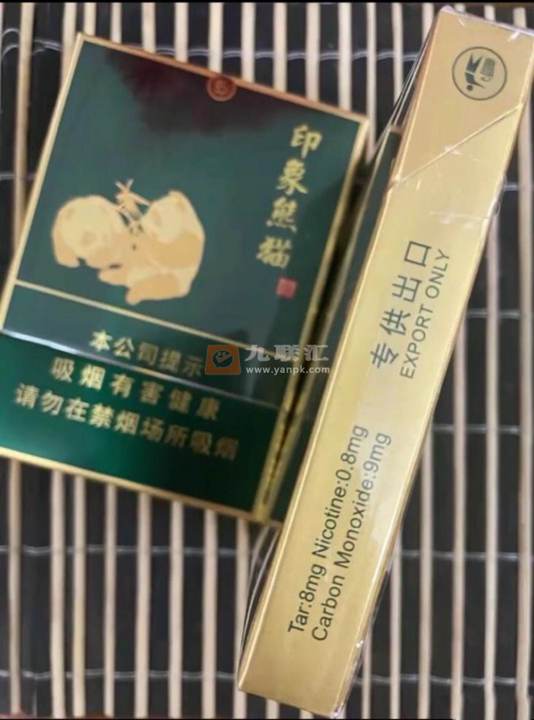 印象熊猫
本公司提示
吸烟有害健康
请勿在禁烟场所吸烟
九联汇
www.yanpk.com
专供出口
EXPORT ONLY
Tar:8mg Nicotine:0.8mg
Carbon Monoxide:9mg